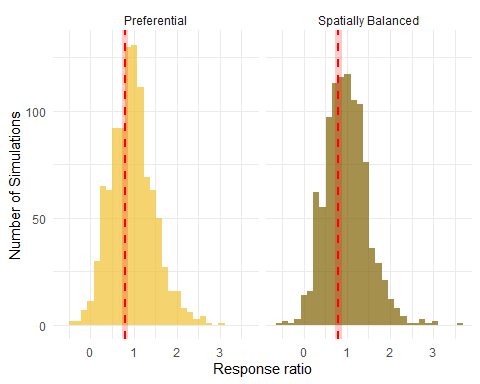 Preferential
Spatially Balanced
Number of Simulations
100
50
0
0 1 2 3
0 1 2 3
Response ratio